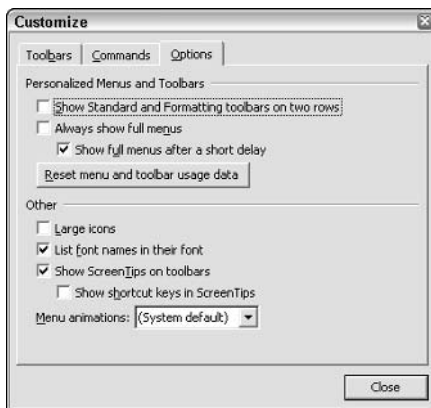 Customize
Toolbars Commands Options
Personalized Menus and Toolbars
Show Standard and Formatting toolbars on two rows
Always show full menus
Show full menus after a short delay
Reset menu and toolbar usage data
Other
Large icons
List font names in their font
Show ScreenTips on toolbars
Show shortcut keys in ScreenTips
Menu animations: (System default)
Close